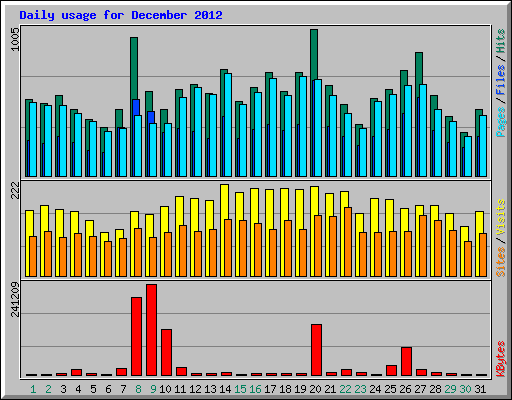 Daily usage for December 2012
1005
Pages / Files / Hits
222
Sites / Visits
241209
KBytes
1 2 3 4 5 6 7 8 9 10 11 12 13 14 15 16 17 18 19 20 21 22 23 24 25 26 27 28 29 30 31